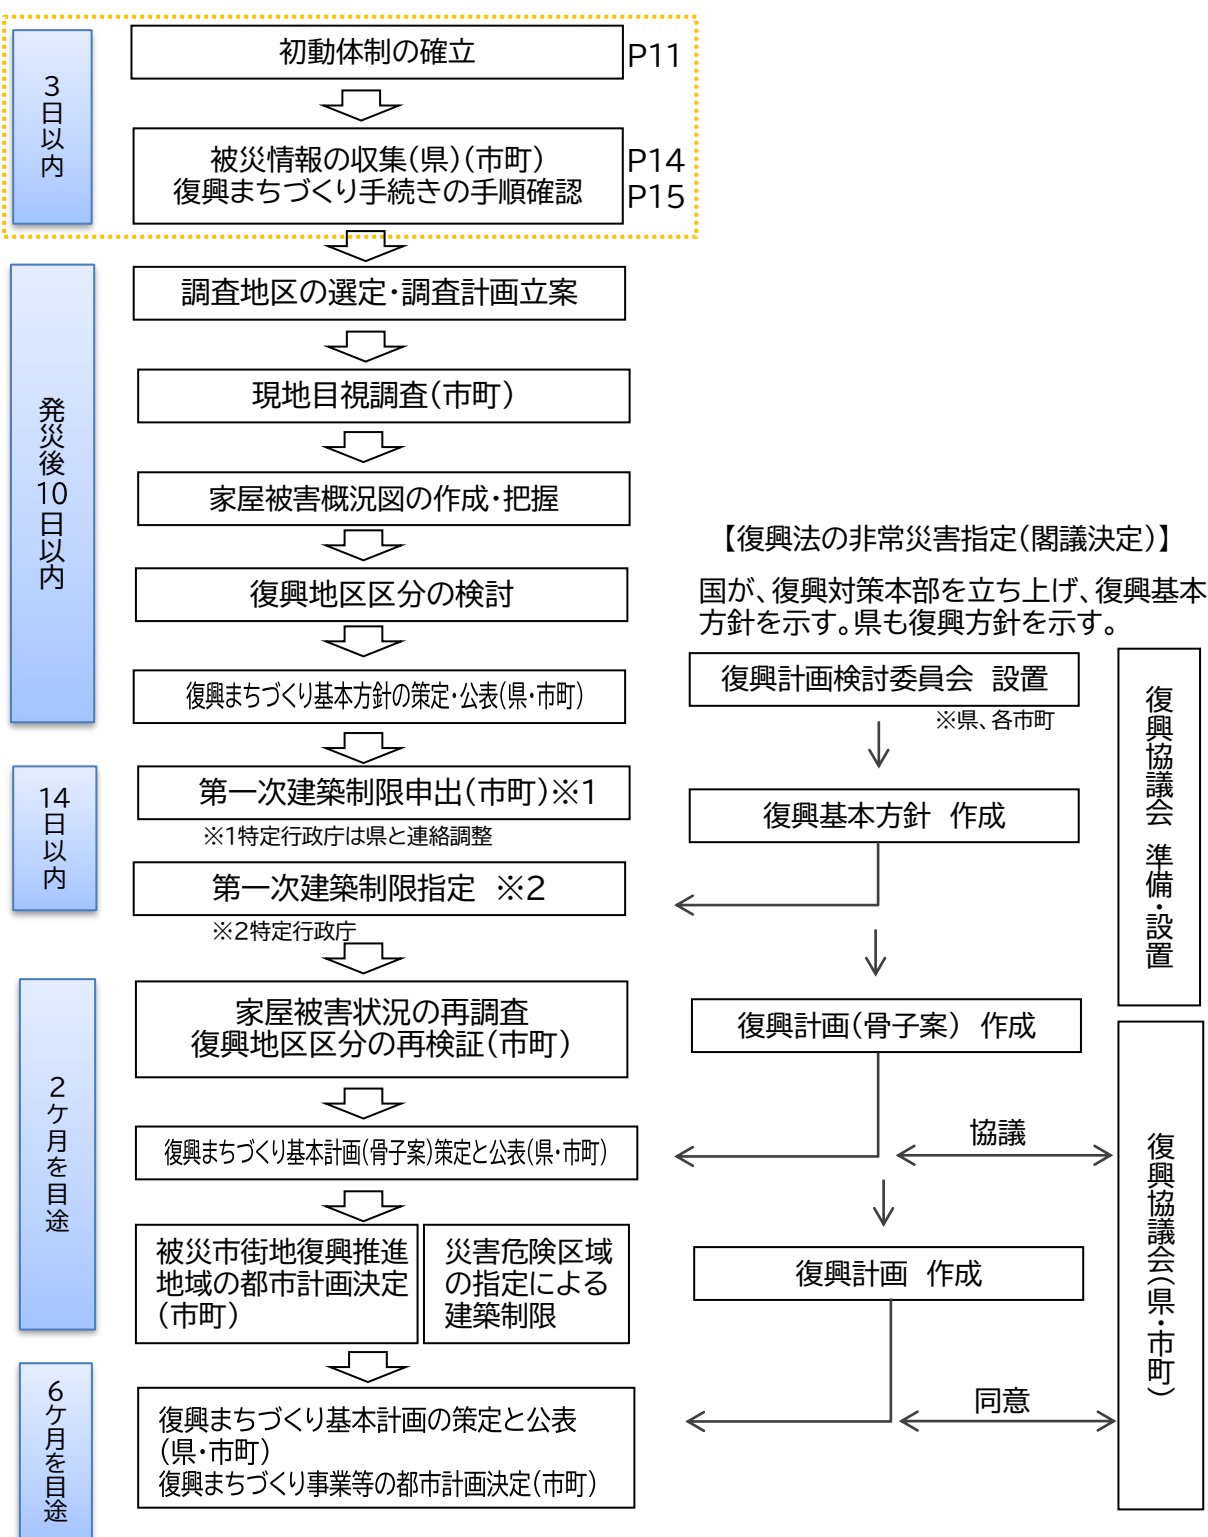 3日以内
初動体制の確立
P11
被災情報の収集(県)(市町)
復興まちづくり手続きの手順確認
P14
P15
発災後10日以内
調査地区の選定・調査計画立案
現地目視調査(市町)
家屋被害概況図の作成・把握
復興地区区分の検討
復興まちづくり基本方針の策定・公表(県・市町)
14日以内
第一次建築制限申出(市町)※1
※1特定行政庁は県と連絡調整
第一次建築制限指定 ※2
※2特定行政庁
2ケ月を目途
家屋被害状況の再調査
復興地区区分の再検証(市町)
復興まちづくり基本計画(骨子案)策定と公表(県・市町)
被災市街地復興推進
地域の都市計画決定
(市町)
災害危険区域
の指定による
建築制限
6ケ月を目途
復興まちづくり基本計画の策定と公表
(県・市町)
復興まちづくり事業等の都市計画決定(市町)
【復興法の非常災害指定(閣議決定)】
国が、復興対策本部を立ち上げ、復興基本
方針を示す。県も復興方針を示す。
復興計画検討委員会 設置
※県、各市町
復興基本方針 作成
復興計画(骨子案) 作成
協議
復興計画 作成
同意
復興協議会 準備・設置
復興協議会(県・市町)